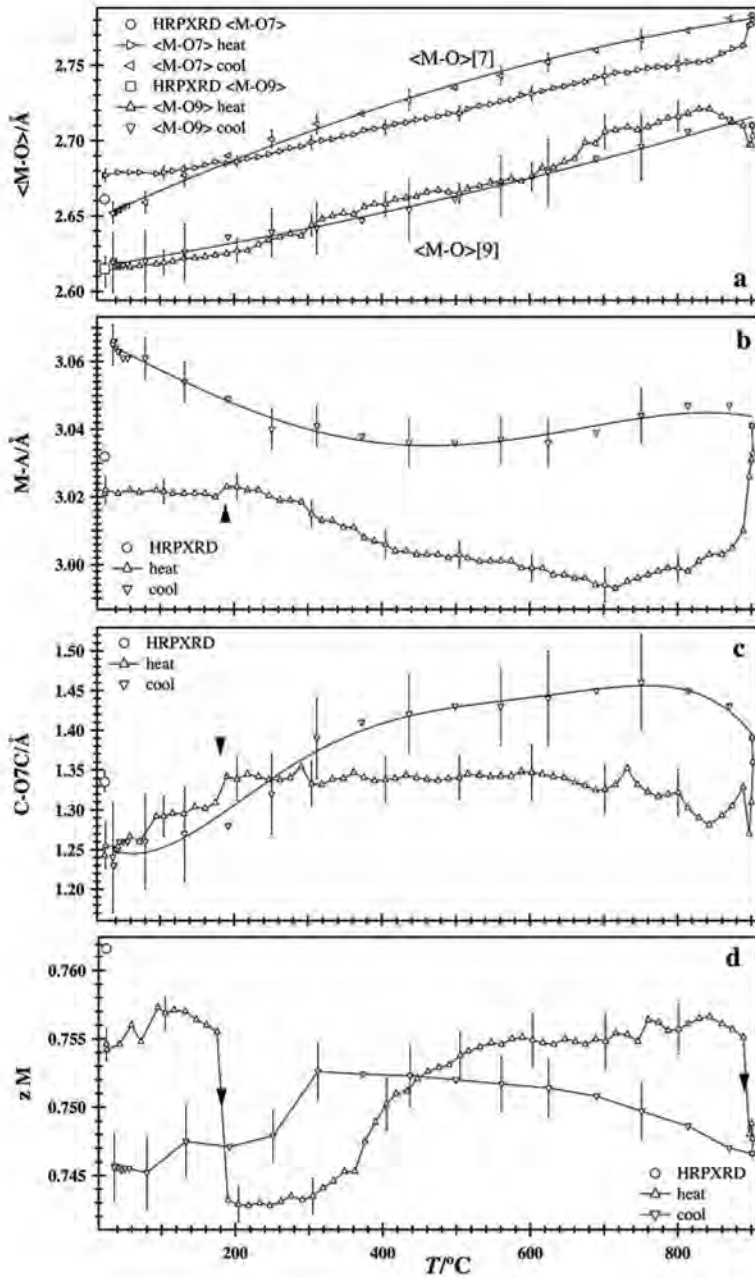 HRPXRD <M-O7>
<M-O7> heat
<M-O7> cool
HRPXRD <M-O9>
<M-O9> heat
<M-O9> cool
<M-O>[7]
<M-O>[9]
<M-O>/Å
2.75
2.70
2.65
2.60
a
b
M-A/Å
3.06
3.04
3.02
3.00
HRPXRD
heat
cool
c
HRPXRD
heat
cool
C-O7C/Å
1.50
1.45
1.40
1.35
1.30
1.25
1.20
d
z M
0.760
0.755
0.750
0.745
HRPXRD
heat
cool
200
400
600
800
T/°C